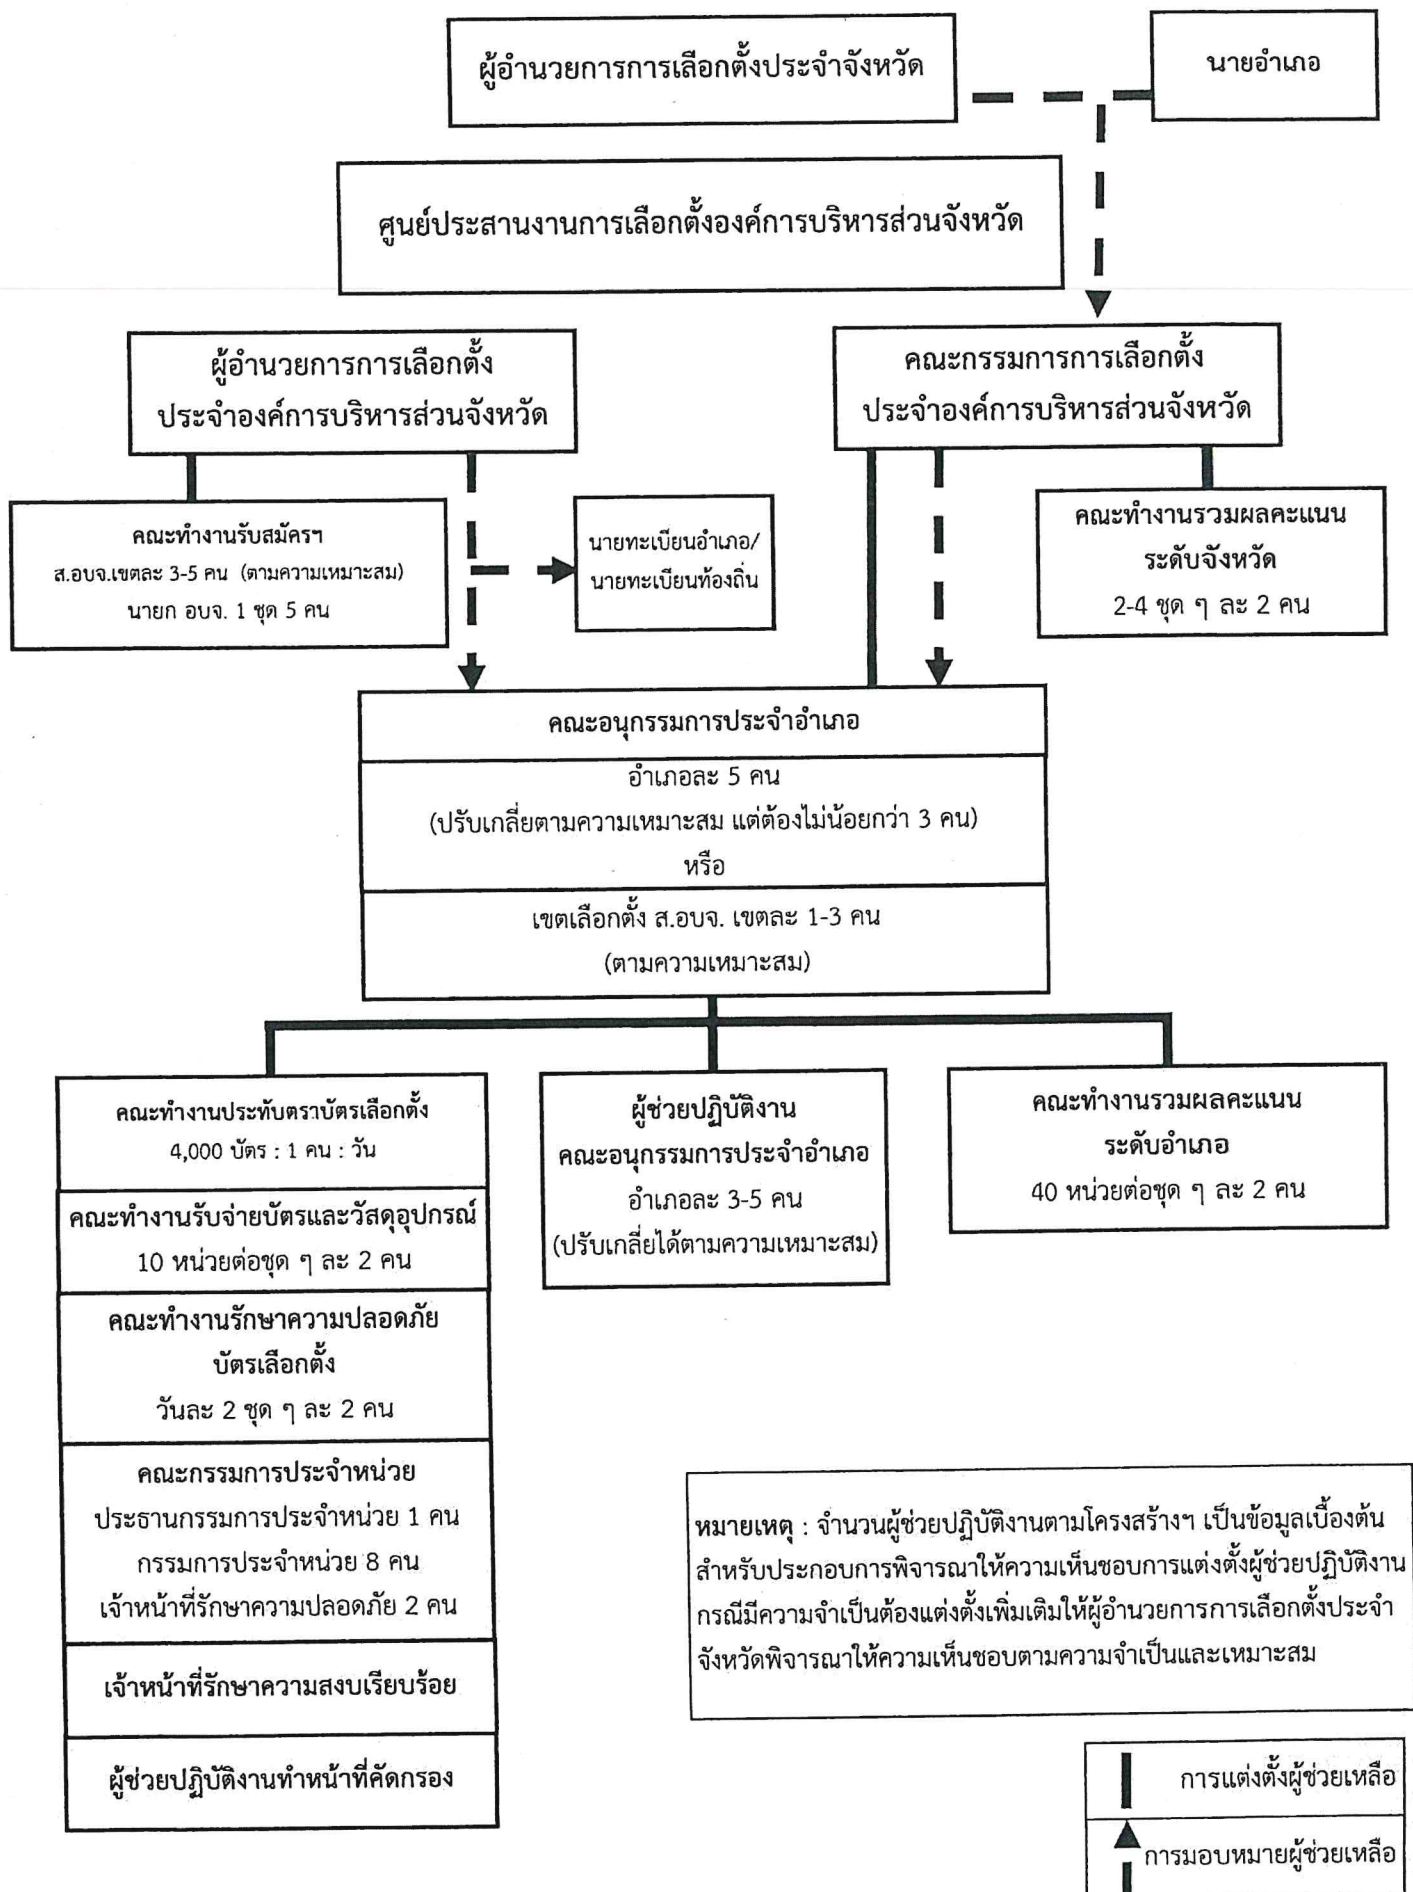 ผู้อำนวยการการเลือกตั้งประจำจังหวัด
นายอำเภอ
ศูนย์ประสานงานการเลือกตั้งองค์การบริหารส่วนจังหวัด
ผู้อำนวยการการเลือกตั้ง
ประจำองค์การบริหารส่วนจังหวัด
คณะกรรมการการเลือกตั้ง
ประจำองค์การบริหารส่วนจังหวัด
คณะทำงานรับสมัครฯ
ส.อบจ.เขตละ 3-5 คน (ตามความเหมาะสม)
นายก อบจ. 1 ชุด 5 คน
นายทะเบียนอำเภอ/
นายทะเบียนท้องถิ่น
คณะทำงานรวมผลคะแนน
ระดับจังหวัด
2-4 ชุด ๆ ละ 2 คน
คณะอนุกรรมการประจำอำเภอ
อำเภอละ 5 คน
(ปรับเกลี่ยตามความเหมาะสม แต่ต้องไม่น้อยกว่า 3 คน)
หรือ
เขตเลือกตั้ง ส.อบจ. เขตละ 1-3 คน
(ตามความเหมาะสม)
คณะทำงานประทับตราบัตรเลือกตั้ง
4,000 บัตร : 1 คน : วัน
คณะทำงานรับจ่ายบัตรและวัสดุอุปกรณ์
10 หน่วยต่อชุด ๆ ละ 2 คน
คณะทำงานรักษาความปลอดภัย
บัตรเลือกตั้ง
วันละ 2 ชุด ๆ ละ 2 คน
คณะกรรมการประจำหน่วย
ประธานกรรมการประจำหน่วย 1 คน
กรรมการประจำหน่วย 8 คน
เจ้าหน้าที่รักษาความปลอดภัย 2 คน
เจ้าหน้าที่รักษาความสงบเรียบร้อย
ผู้ช่วยปฏิบัติงานทำหน้าที่คัดกรอง
ผู้ช่วยปฏิบัติงาน
คณะอนุกรรมการประจำอำเภอ
อำเภอละ 3-5 คน
(ปรับเกลี่ยได้ตามความเหมาะสม)
คณะทำงานรวมผลคะแนน
ระดับอำเภอ
40 หน่วยต่อชุด ๆ ละ 2 คน
หมายเหตุ : จำนวนผู้ช่วยปฏิบัติงานตามโครงสร้างฯ เป็นข้อมูลเบื้องต้น
สำหรับประกอบการพิจารณาให้ความเห็นชอบการแต่งตั้งผู้ช่วยปฏิบัติงาน
กรณีมีความจำเป็นต้องแต่งตั้งเพิ่มเติมให้ผู้อำนวยการการเลือกตั้งประจำ
จังหวัดพิจารณาให้ความเห็นชอบตามความจำเป็นและเหมาะสม
การแต่งตั้งผู้ช่วยเหลือ
การมอบหมายผู้ช่วยเหลือ